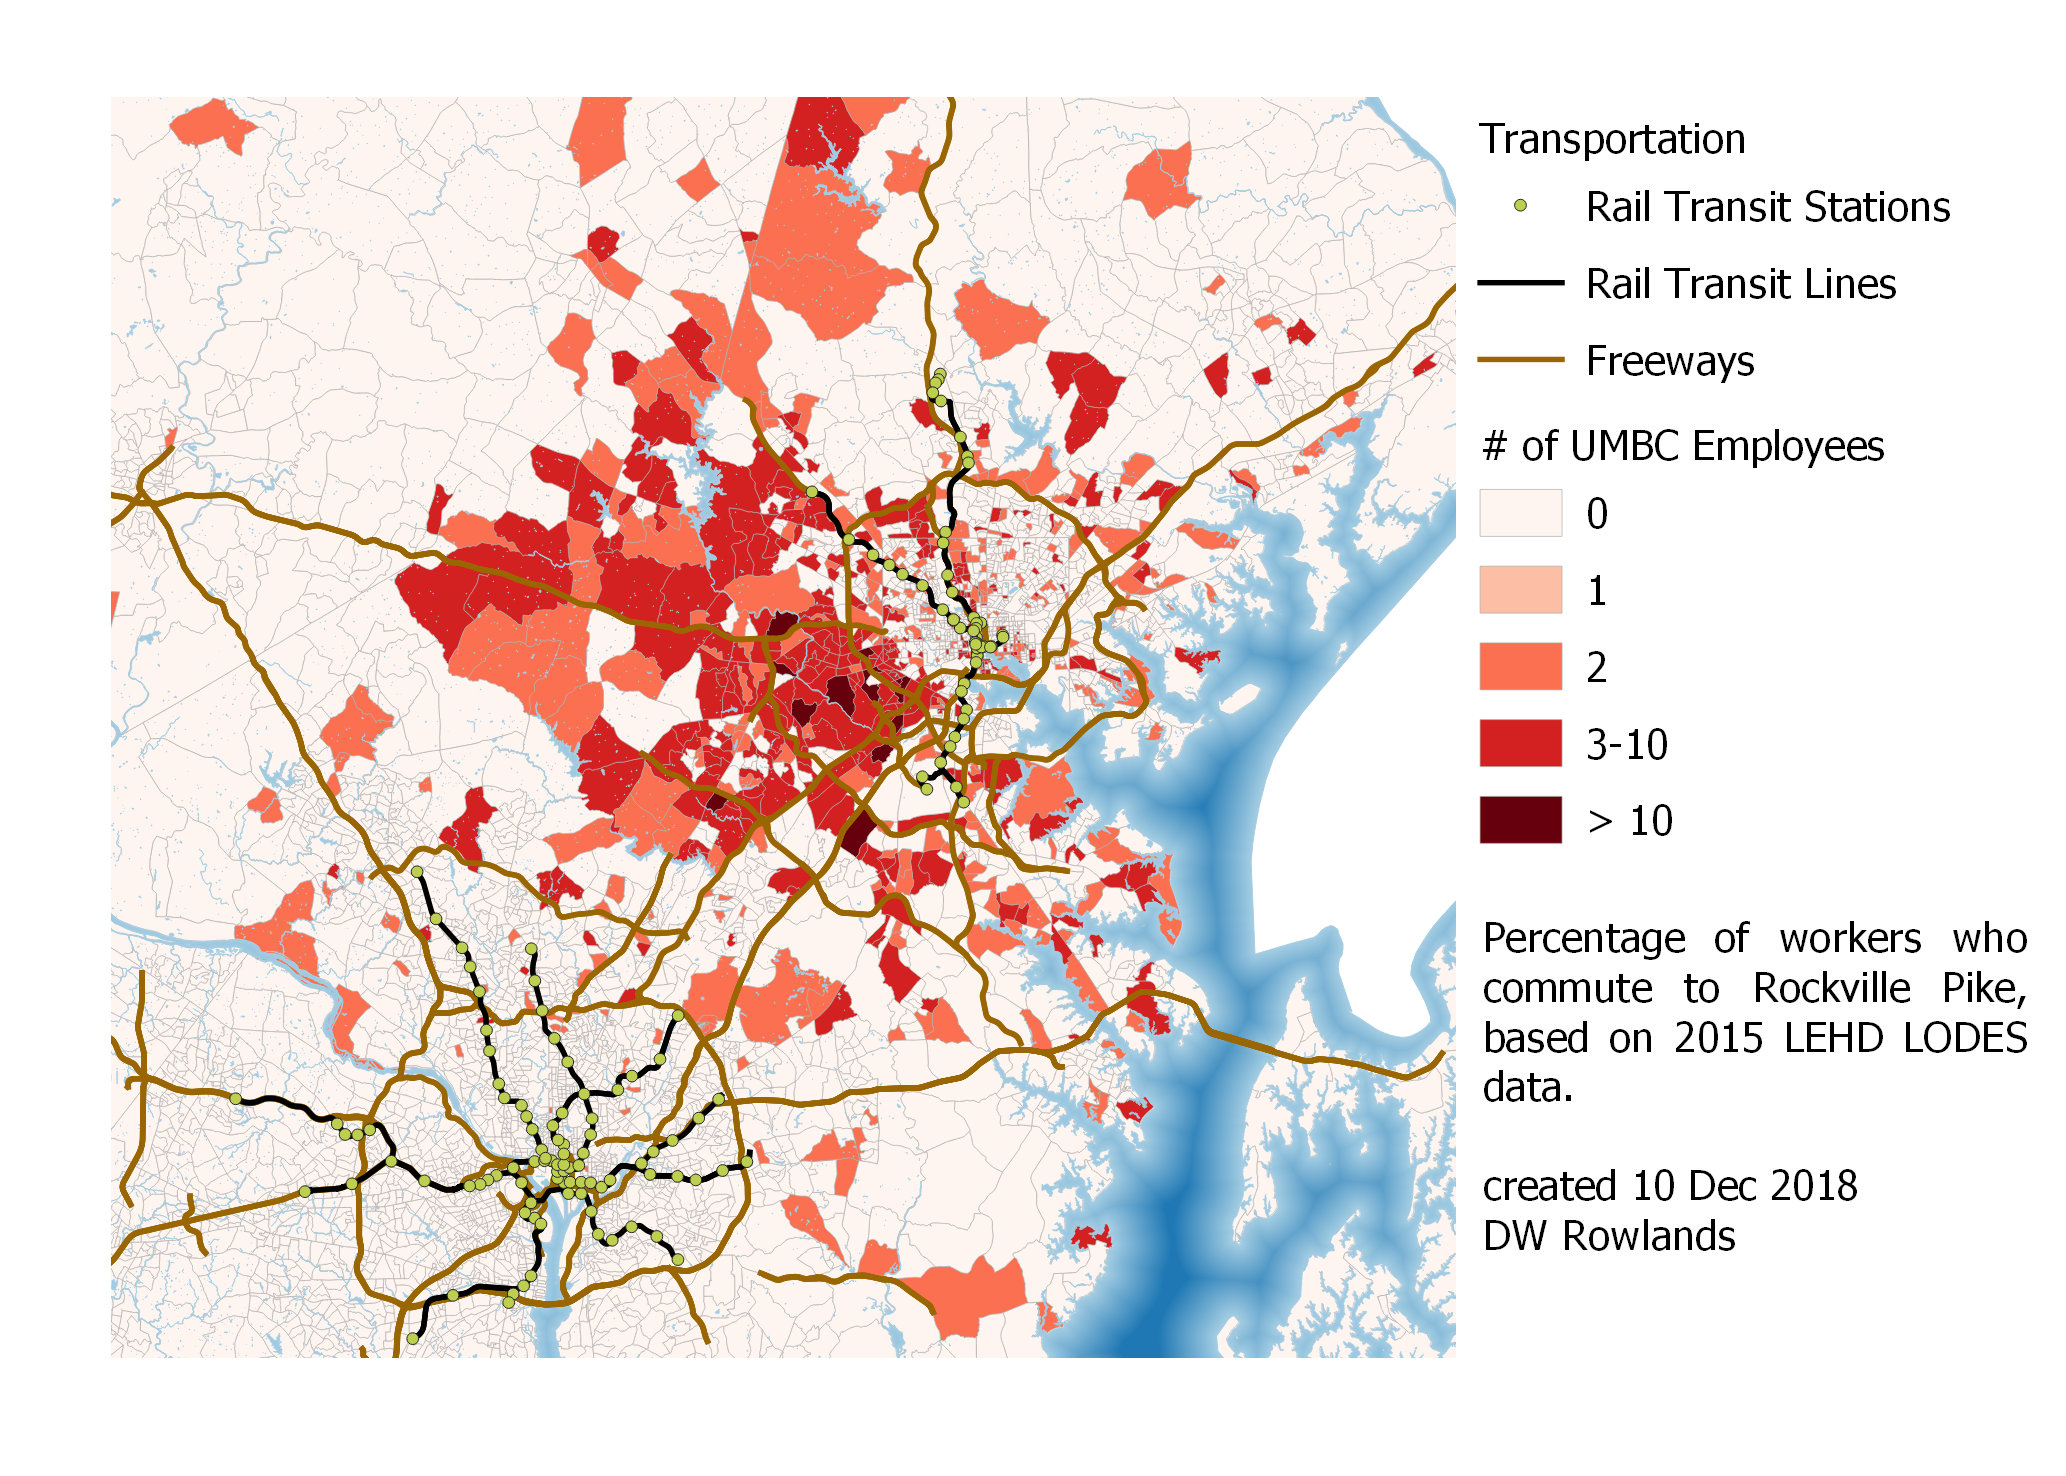 Transportation
Rail Transit Stations
Rail Transit Lines
Freeways
# of UMBC Employees
0
1
2
3-10
> 10
Percentage of workers who
commute to Rockville Pike,
based on 2015 LEHD LODES
data.
created 10 Dec 2018
DW Rowlands